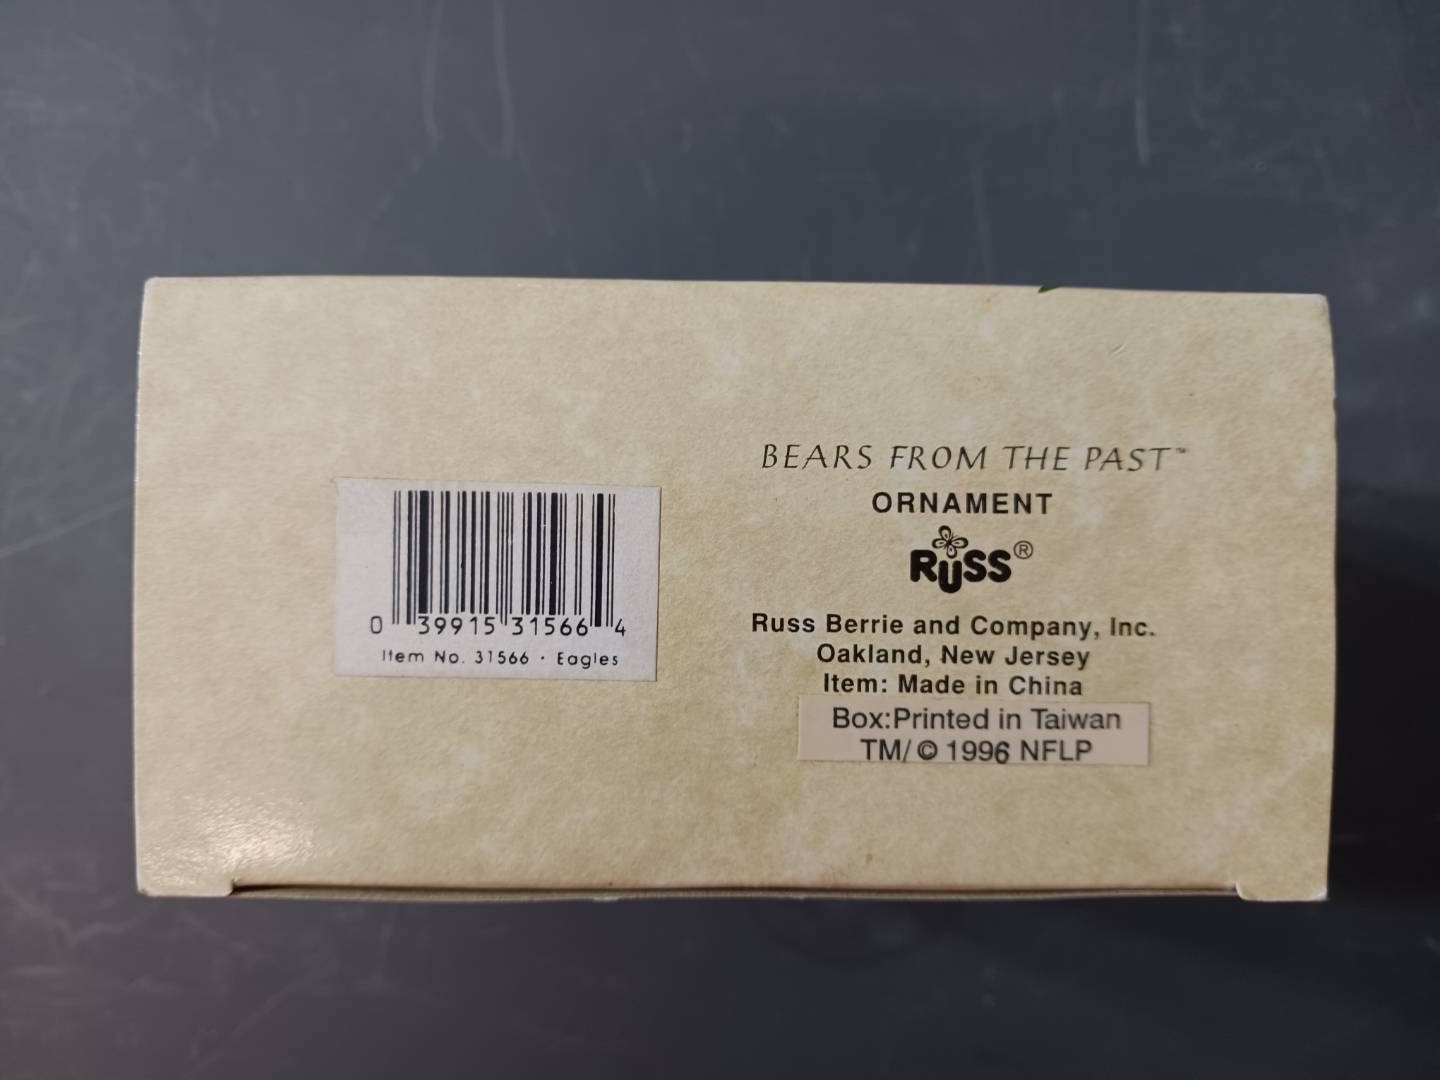 0 39915 31566 4
Item No. 31566 · Eagles
BEARS FROM THE PAST™
ORNAMENT
RUSS®
Russ Berrie and Company, Inc.
Oakland, New Jersey
Item: Made in China
Box:Printed in Taiwan
TM/ © 1996 NFLP